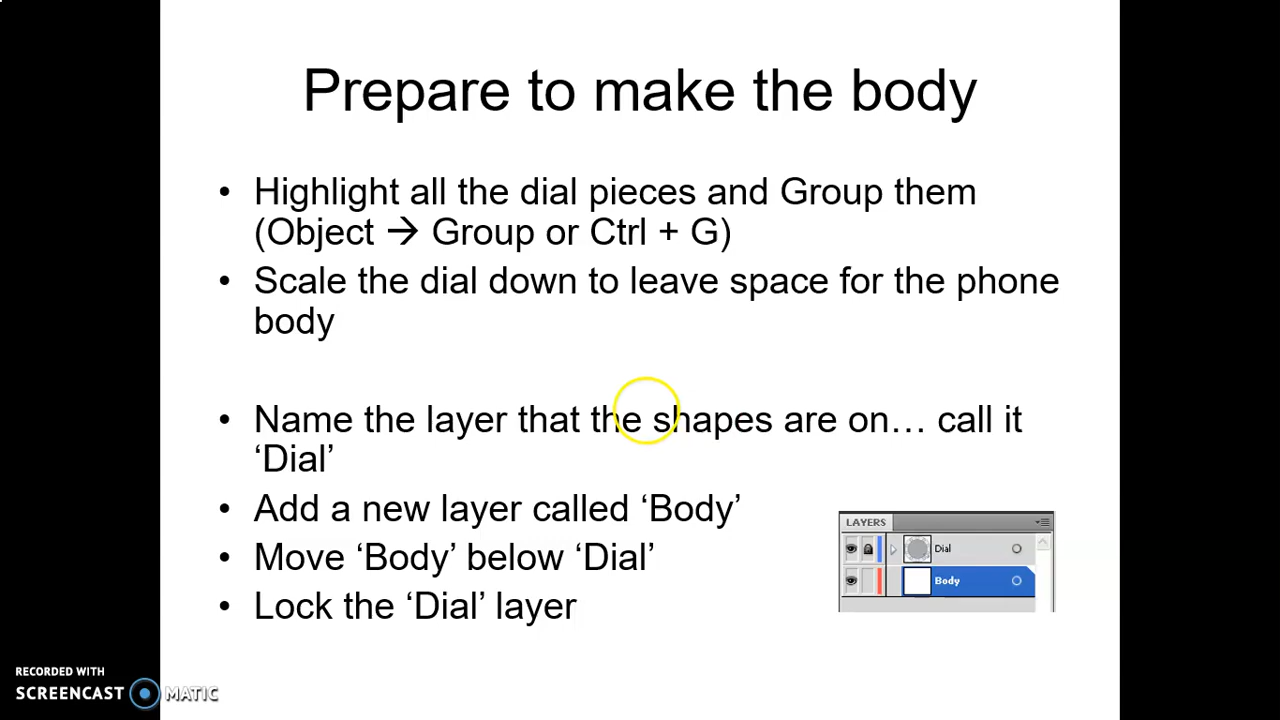 Prepare to make the body
• Highlight all the dial pieces and Group them
(Object → Group or Ctrl + G)
• Scale the dial down to leave space for the phone
body
• Name the layer that the shapes are on… call it
‘Dial’
• Add a new layer called ‘Body’
• Move ‘Body’ below ‘Dial’
• Lock the ‘Dial’ layer
LAYERS
Dial
Body
RECORDED WITH
SCREENCAST MATIC